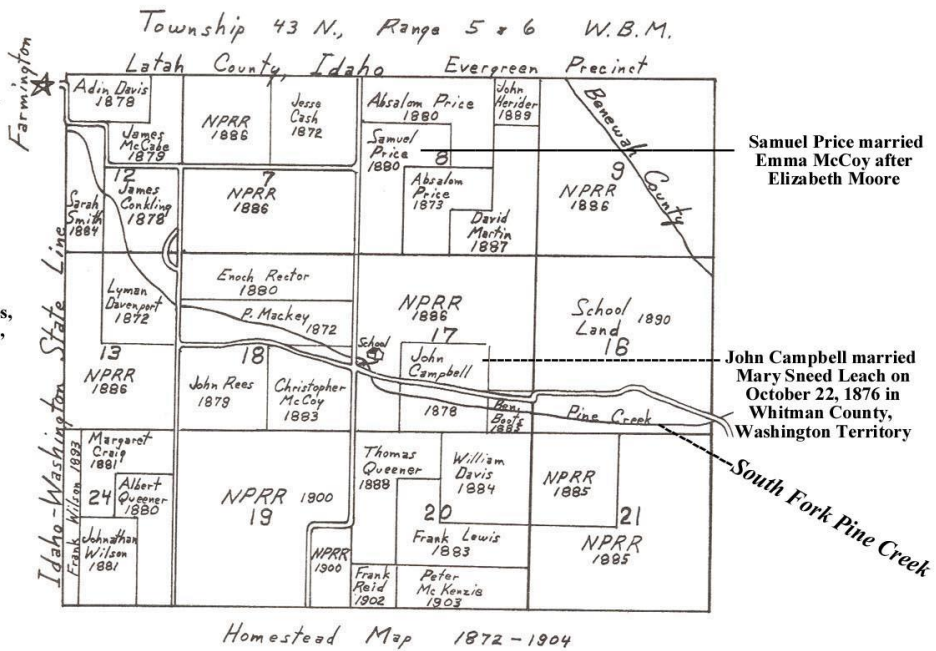 Township 43 N., Range 5 & 6 W.B.M.
Latah County, Idaho Evergreen Precinct
Farmington
Idaho-Washington State Line
Adin Davis
1878
James
McCabe
1879
12
James
Conkling
1878
Sarah
Smith
1884
NPRR
1886
Jesse
Cash
1872
7
NPRR
1886
Absalom Price
1880
Samuel
Price
1880
8
Absalom
Price
1873
John
Herider
1889
David
Martin
1887
9
NPRR
1886
Benewah County
Samuel Price married
Emma McCoy after
Elizabeth Moore
s,
,
Lyman
Davenport
1872
13
NPRR
1886
Enoch Rector
1880
P. Mackey
1872
18
John Rees
1879
Christopher
McCoy
1883
School
NPRR
1886
17
John
Campbell
1878
Ben.
Boots
1885
School
Land 1890
16
Pine Creek
John Campbell married
Mary Sneed Leach on
October 22, 1876 in
Whitman County,
Washington Territory
South Fork Pine Creek
Frank Wilson 1893
Margaret
Craig
1881
24
Albert
Queener
1880
Johnathan
Wilson
1881
NPRR 1900
19
NPRR
1900
Thomas
Queener
1888
William
Davis
1884
20
Frank Lewis
1883
Frank
Reid
1902
Peter
McKenzie
1903
NPRR
1885
21
NPRR
1885
Homestead Map 1872-1904